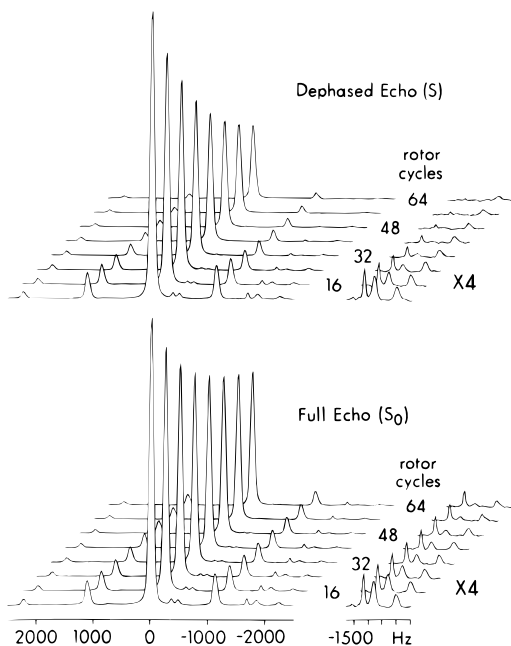 Dephased Echo (S)
rotor
cycles
64
48
32
16
X4
Full Echo (S₀)
rotor
cycles
64
48
32
16
X4
2000 1000 0 -1000 -2000 -1500 Hz